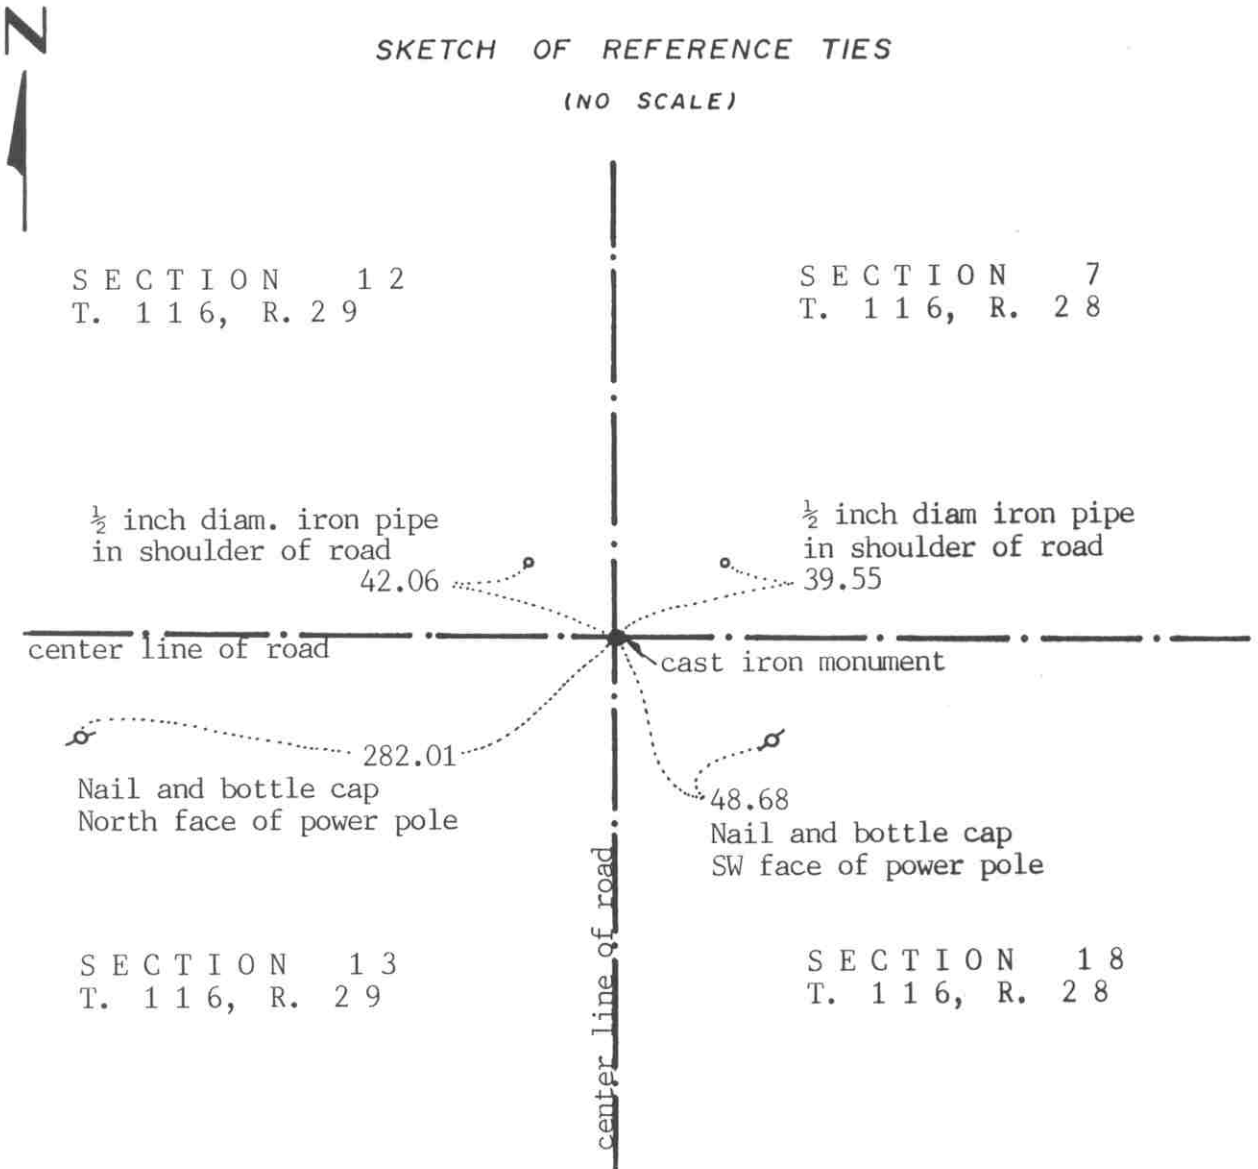 N
SKETCH OF REFERENCE TIES
(NO SCALE)
SECTION 12
T. 116, R. 29
SECTION 7
T. 116, R. 28
½ inch diam. iron pipe
in shoulder of road
42.06
½ inch diam iron pipe
in shoulder of road
39.55
center line of road
cast iron monument
282.01
Nail and bottle cap
North face of power pole
48.68
Nail and bottle cap
SW face of power pole
center line of road
SECTION 13
T. 116, R. 29
SECTION 18
T. 116, R. 28